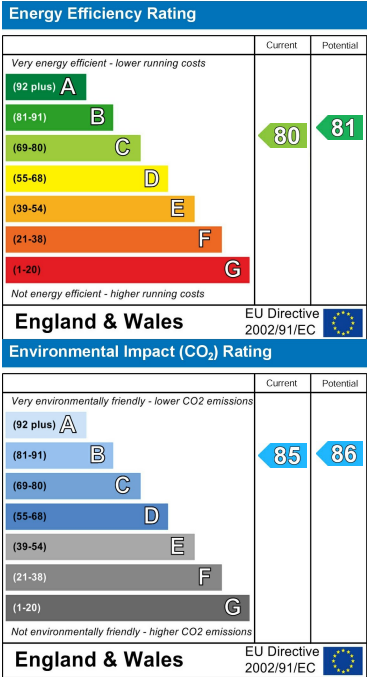 Energy Efficiency Rating
Current Potential
Very energy efficient - lower running costs
(92 plus) A
(81-91) B
(69-80) C
(55-68) D
(39-54) E
(21-38) F
(1-20) G
80 81
Not energy efficient - higher running costs
England & Wales
EU Directive
2002/91/EC
Environmental Impact (CO₂) Rating
Current Potential
Very environmentally friendly - lower CO2 emissions
(92 plus) A
(81-91) B
(69-80) C
(55-68) D
(39-54) E
(21-38) F
(1-20) G
85 86
Not environmentally friendly - higher CO2 emissions
England & Wales
EU Directive
2002/91/EC